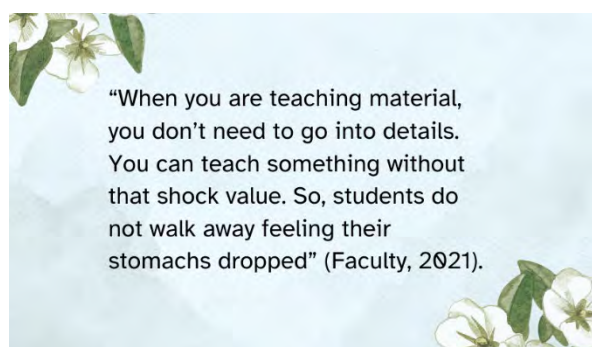 “When you are teaching material,
you don’t need to go into details.
You can teach something without
that shock value. So, students do
not walk away feeling their
stomachs dropped” (Faculty, 2021).